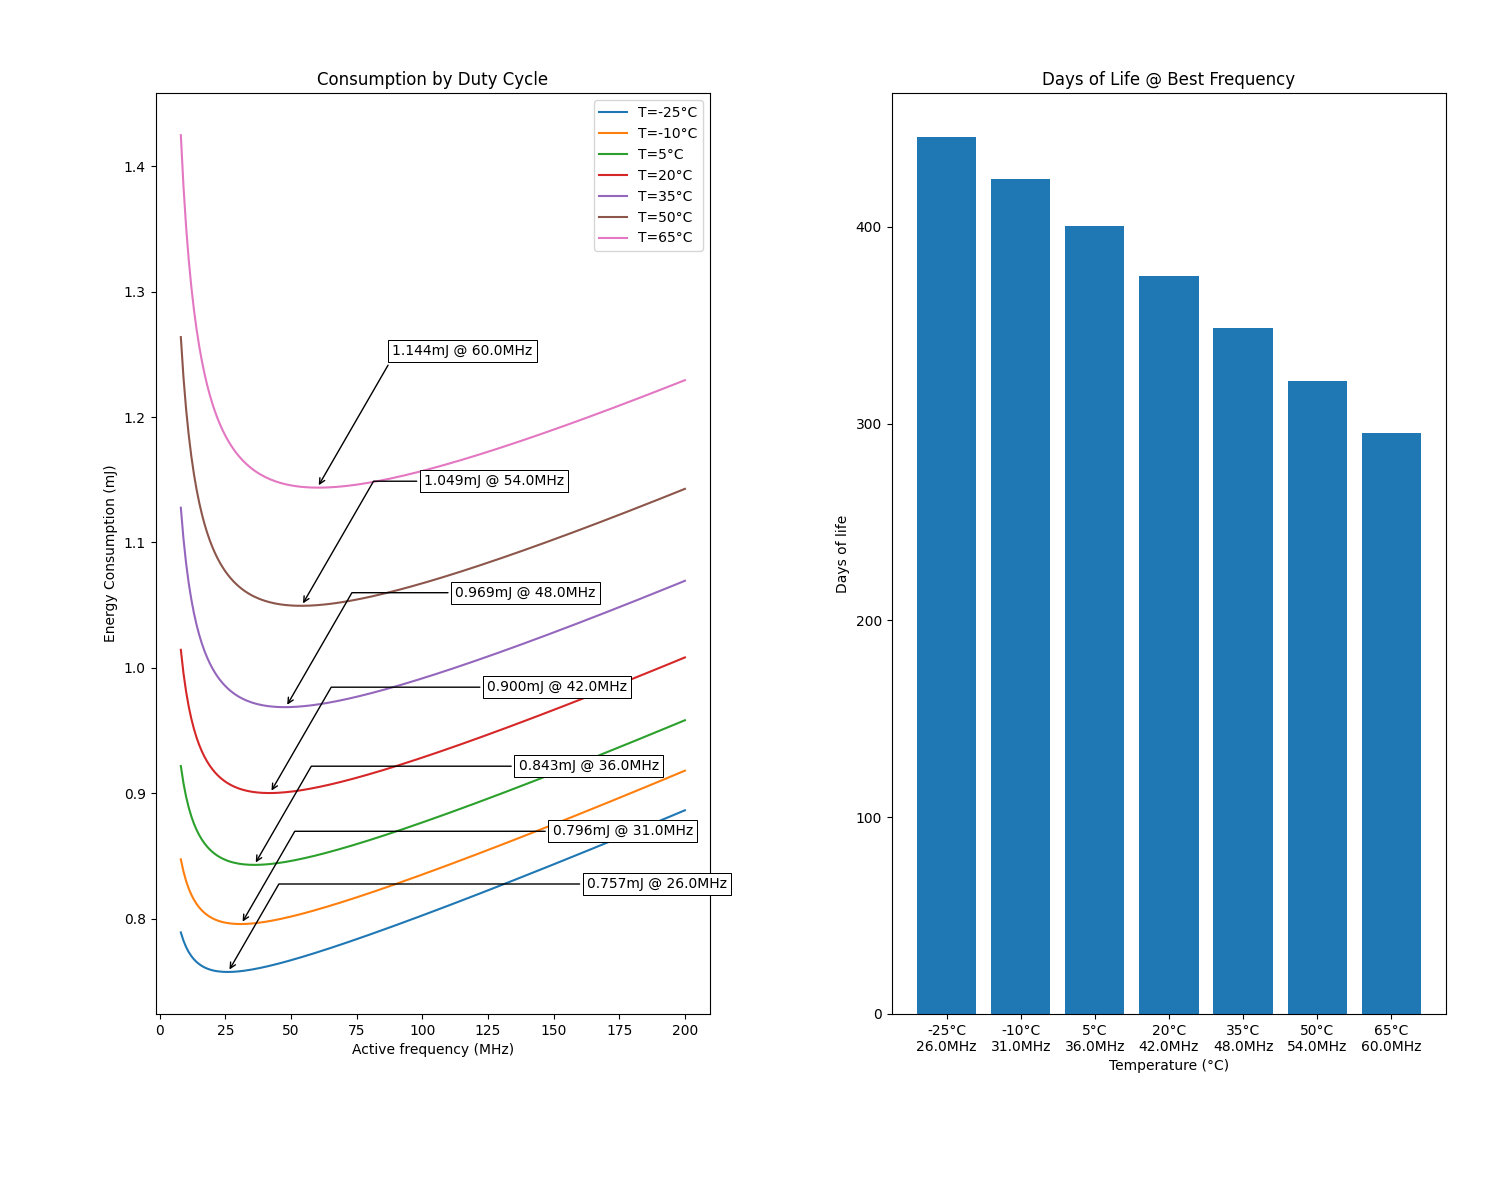 Consumption by Duty Cycle
T=-25°C
T=-10°C
T=5°C
T=20°C
T=35°C
T=50°C
T=65°C
1.4
1.3
1.2
1.1
1.0
0.9
0.8
Energy Consumption (mJ)
1.144mJ @ 60.0MHz
1.049mJ @ 54.0MHz
0.969mJ @ 48.0MHz
0.900mJ @ 42.0MHz
0.843mJ @ 36.0MHz
0.796mJ @ 31.0MHz
0.757mJ @ 26.0MHz
0 25 50 75 100 125 150 175 200
Active frequency (MHz)
Days of Life @ Best Frequency
400
300
200
100
0
Days of life
-25°C -10°C 5°C 20°C 35°C 50°C 65°C
26.0MHz 31.0MHz 36.0MHz 42.0MHz 48.0MHz 54.0MHz 60.0MHz
Temperature (°C)